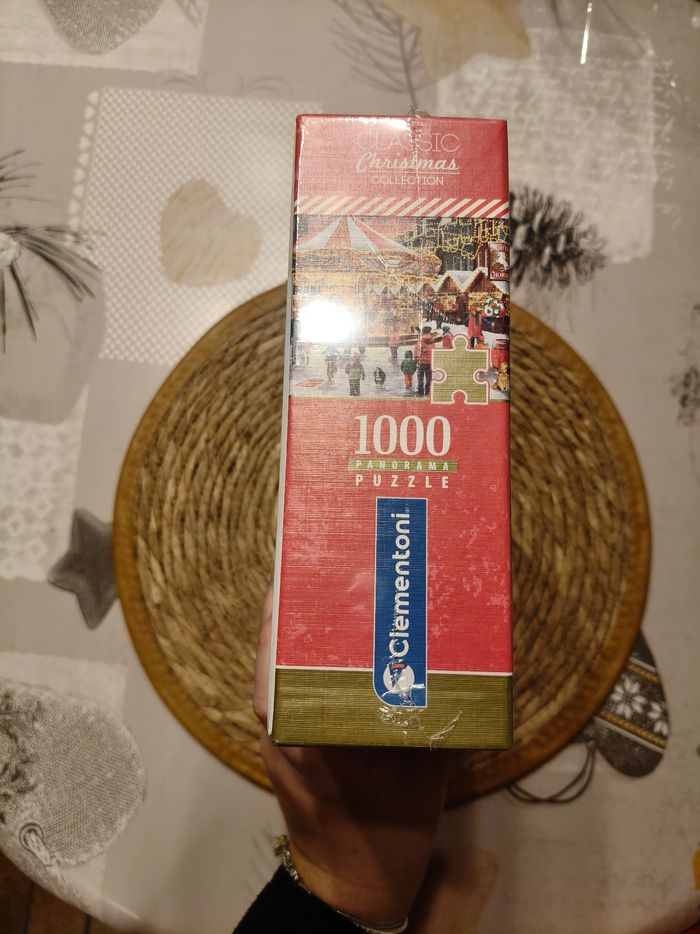 CLASSIC
Christmas
COLLECTION
1000
PANORAMA
PUZZLE
Clementoni